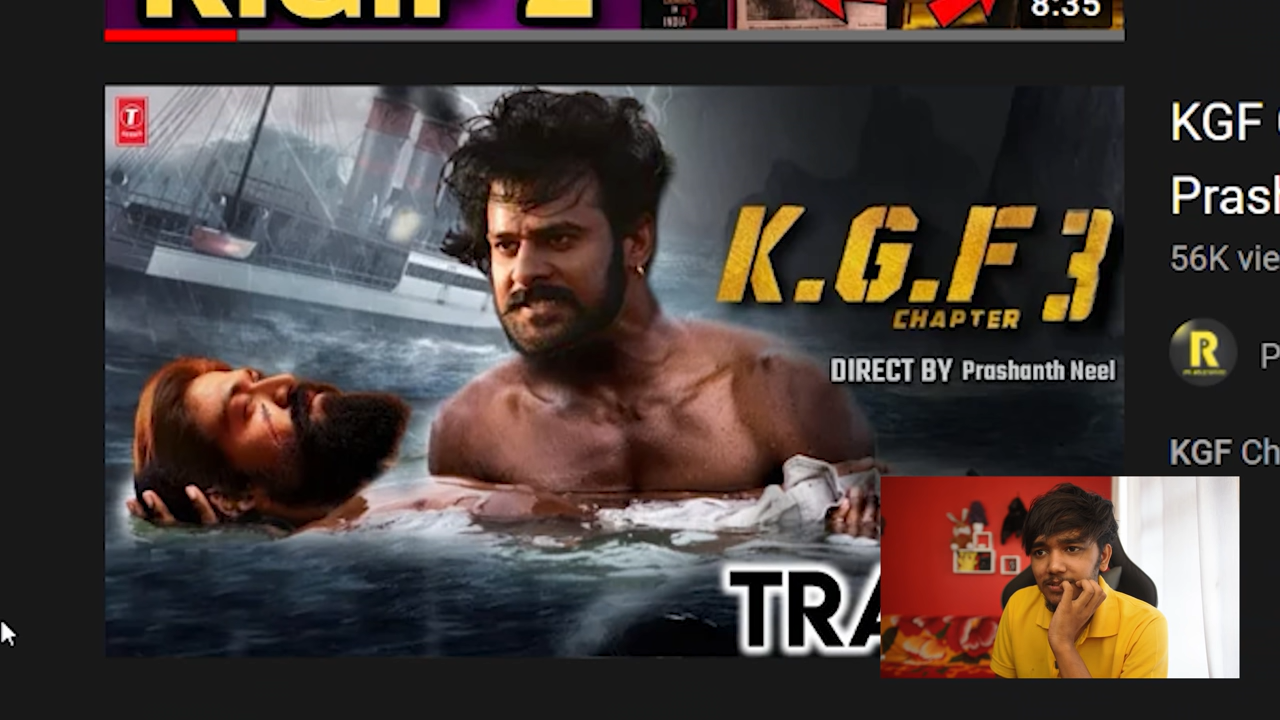 8:35
T
K.G.F 3
CHAPTER
DIRECT BY Prashanth Neel
TRA
KGF
Prash
56K vie
R
P
KGF Ch